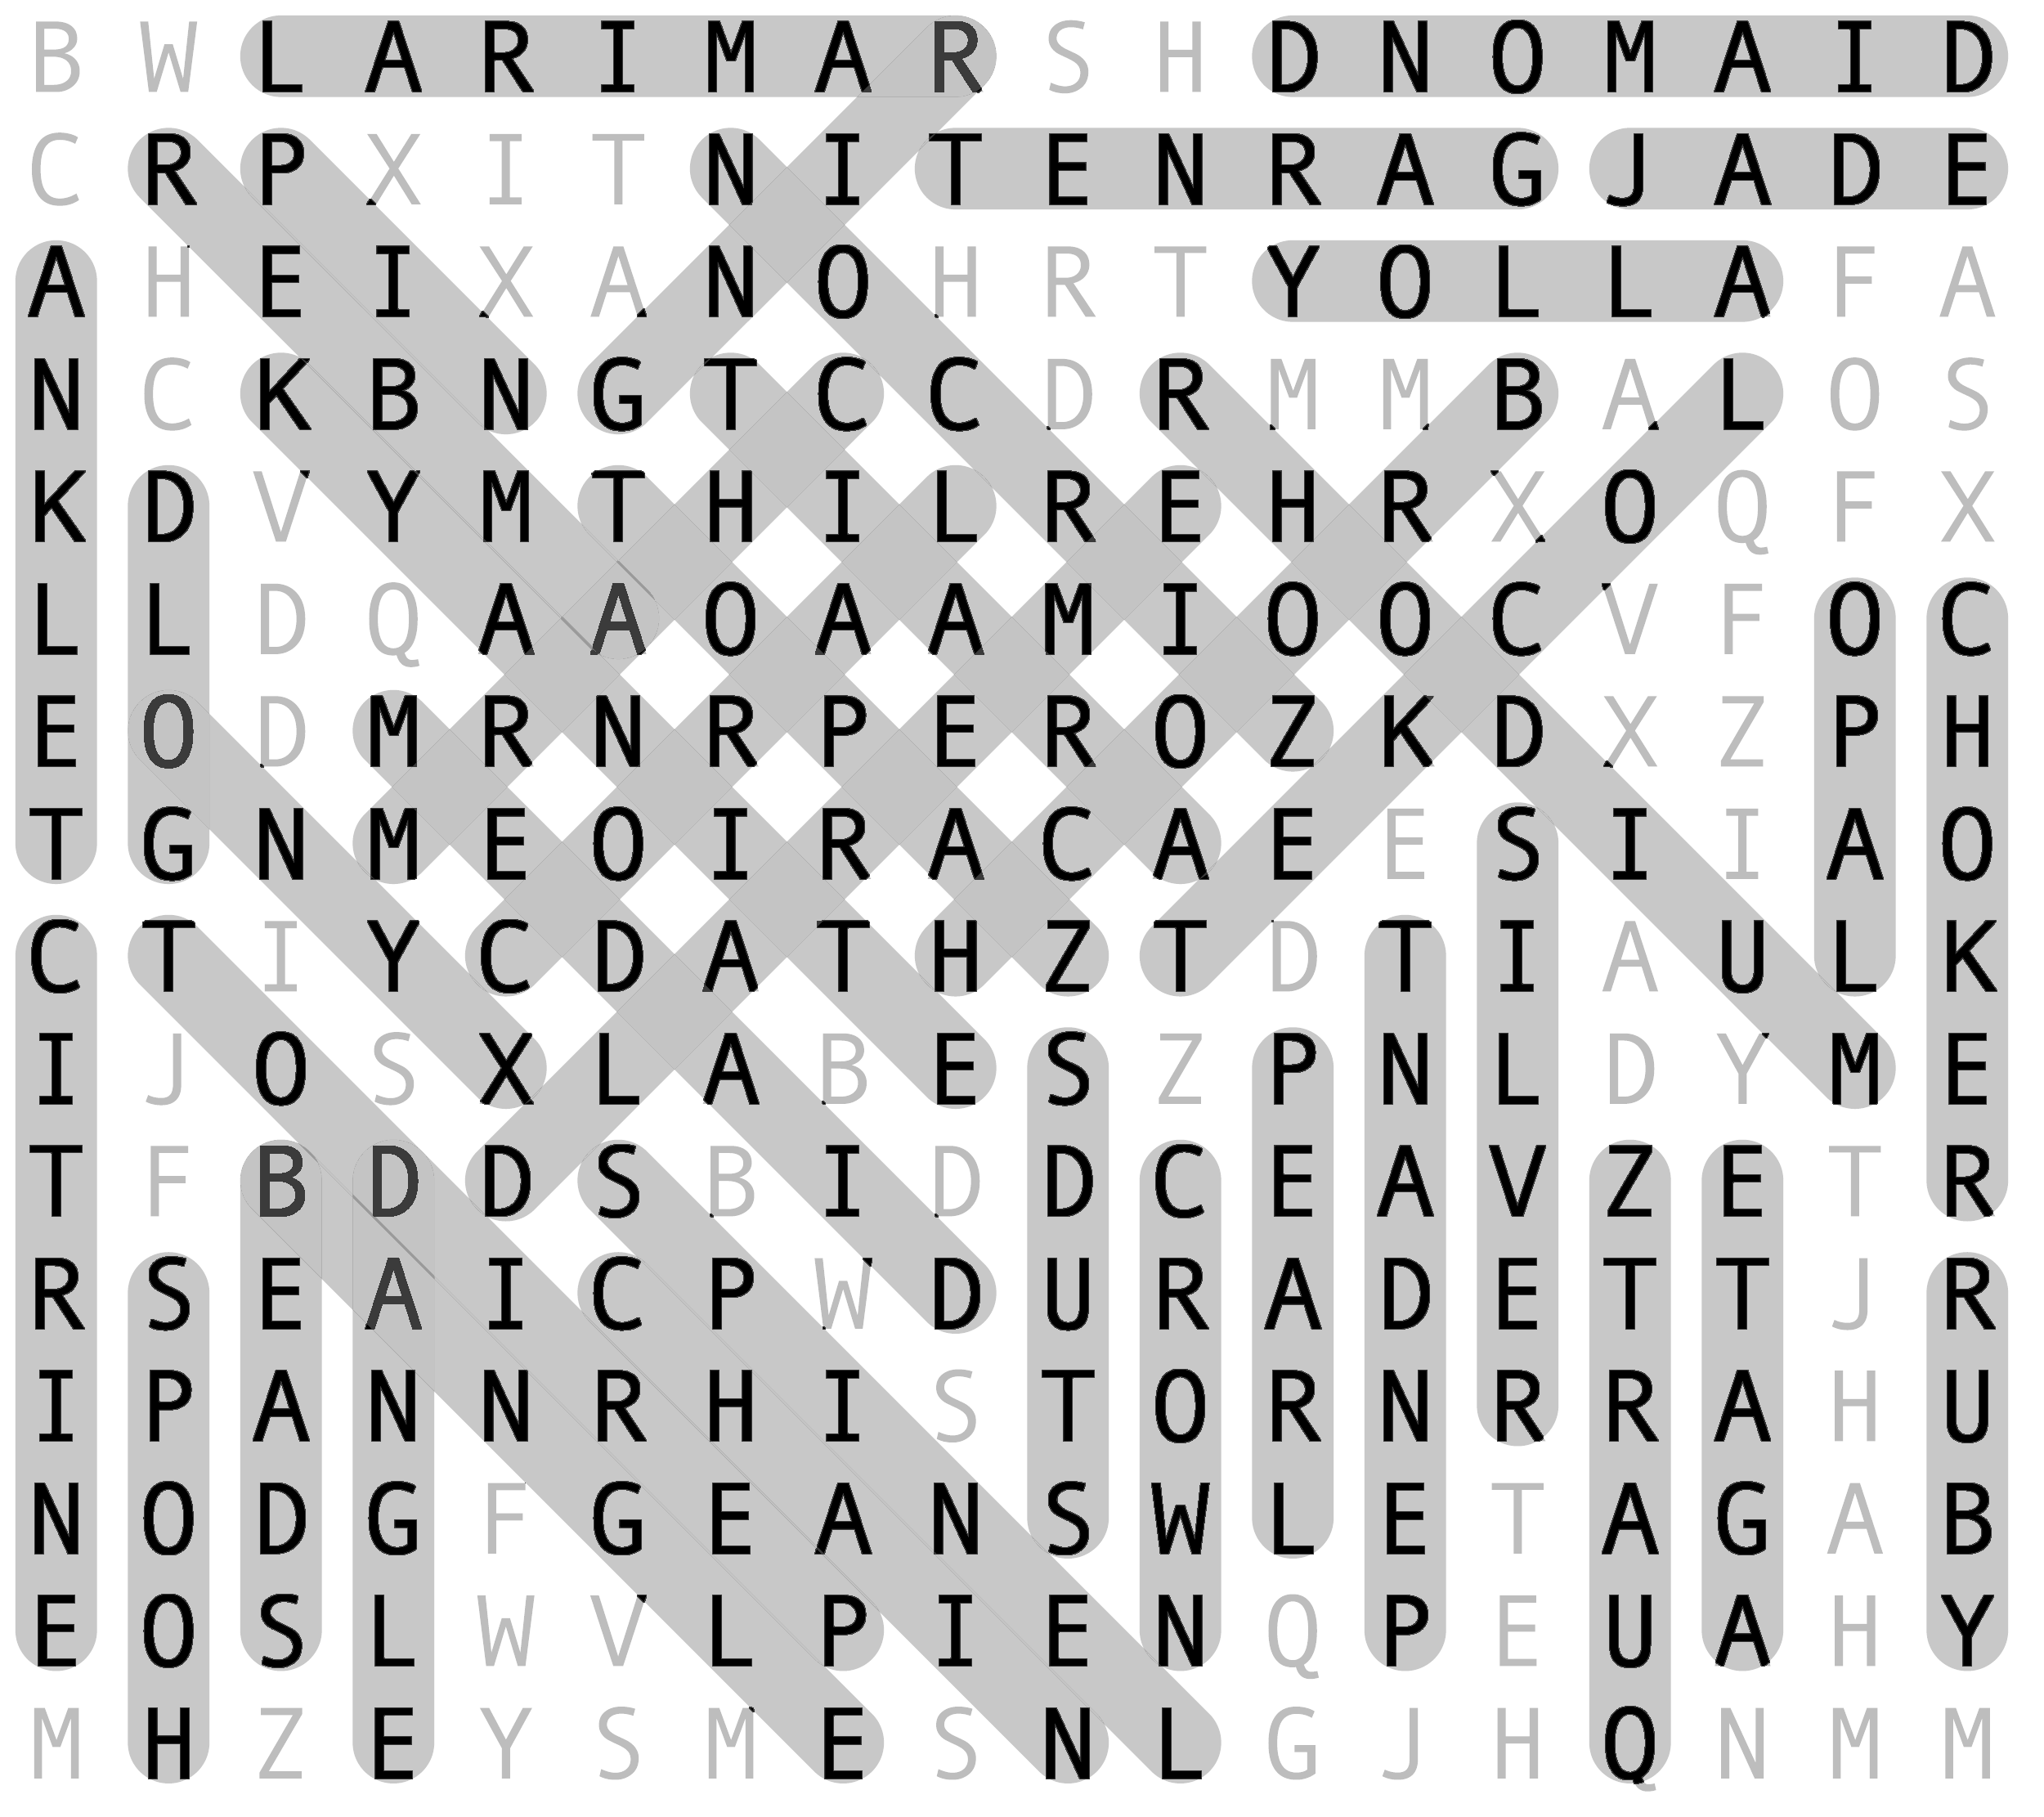 B W L A R I M A R S H D N O M A I D
C R P X I T N I T E N R A G J A D E
A H E I X A N O H R T Y O L L A F A
N C K B N G T C C D R M M B A L O S
K D V Y M T H I L R E H R X O Q F X
L L D Q A A O A A M I O O C V F O C
E O D M R N R P E R O Z K D X Z P H
T G N M E O I R A C A E E S I I A O
C T I Y C D A T H Z T D T I A U L K
I J O S X L A B E S Z P N L D Y M E
T F B D D S B I D D C E A V Z E T R
R S E A I C P W D U R A D E T T J R
I P A N N R H I S T O R N R R A H U
N O D G F G E A N S W L E T A G A B
E O S L W V L P I E N Q P E U A H Y
M H Z E Y S M E S N L G J H Q N M M